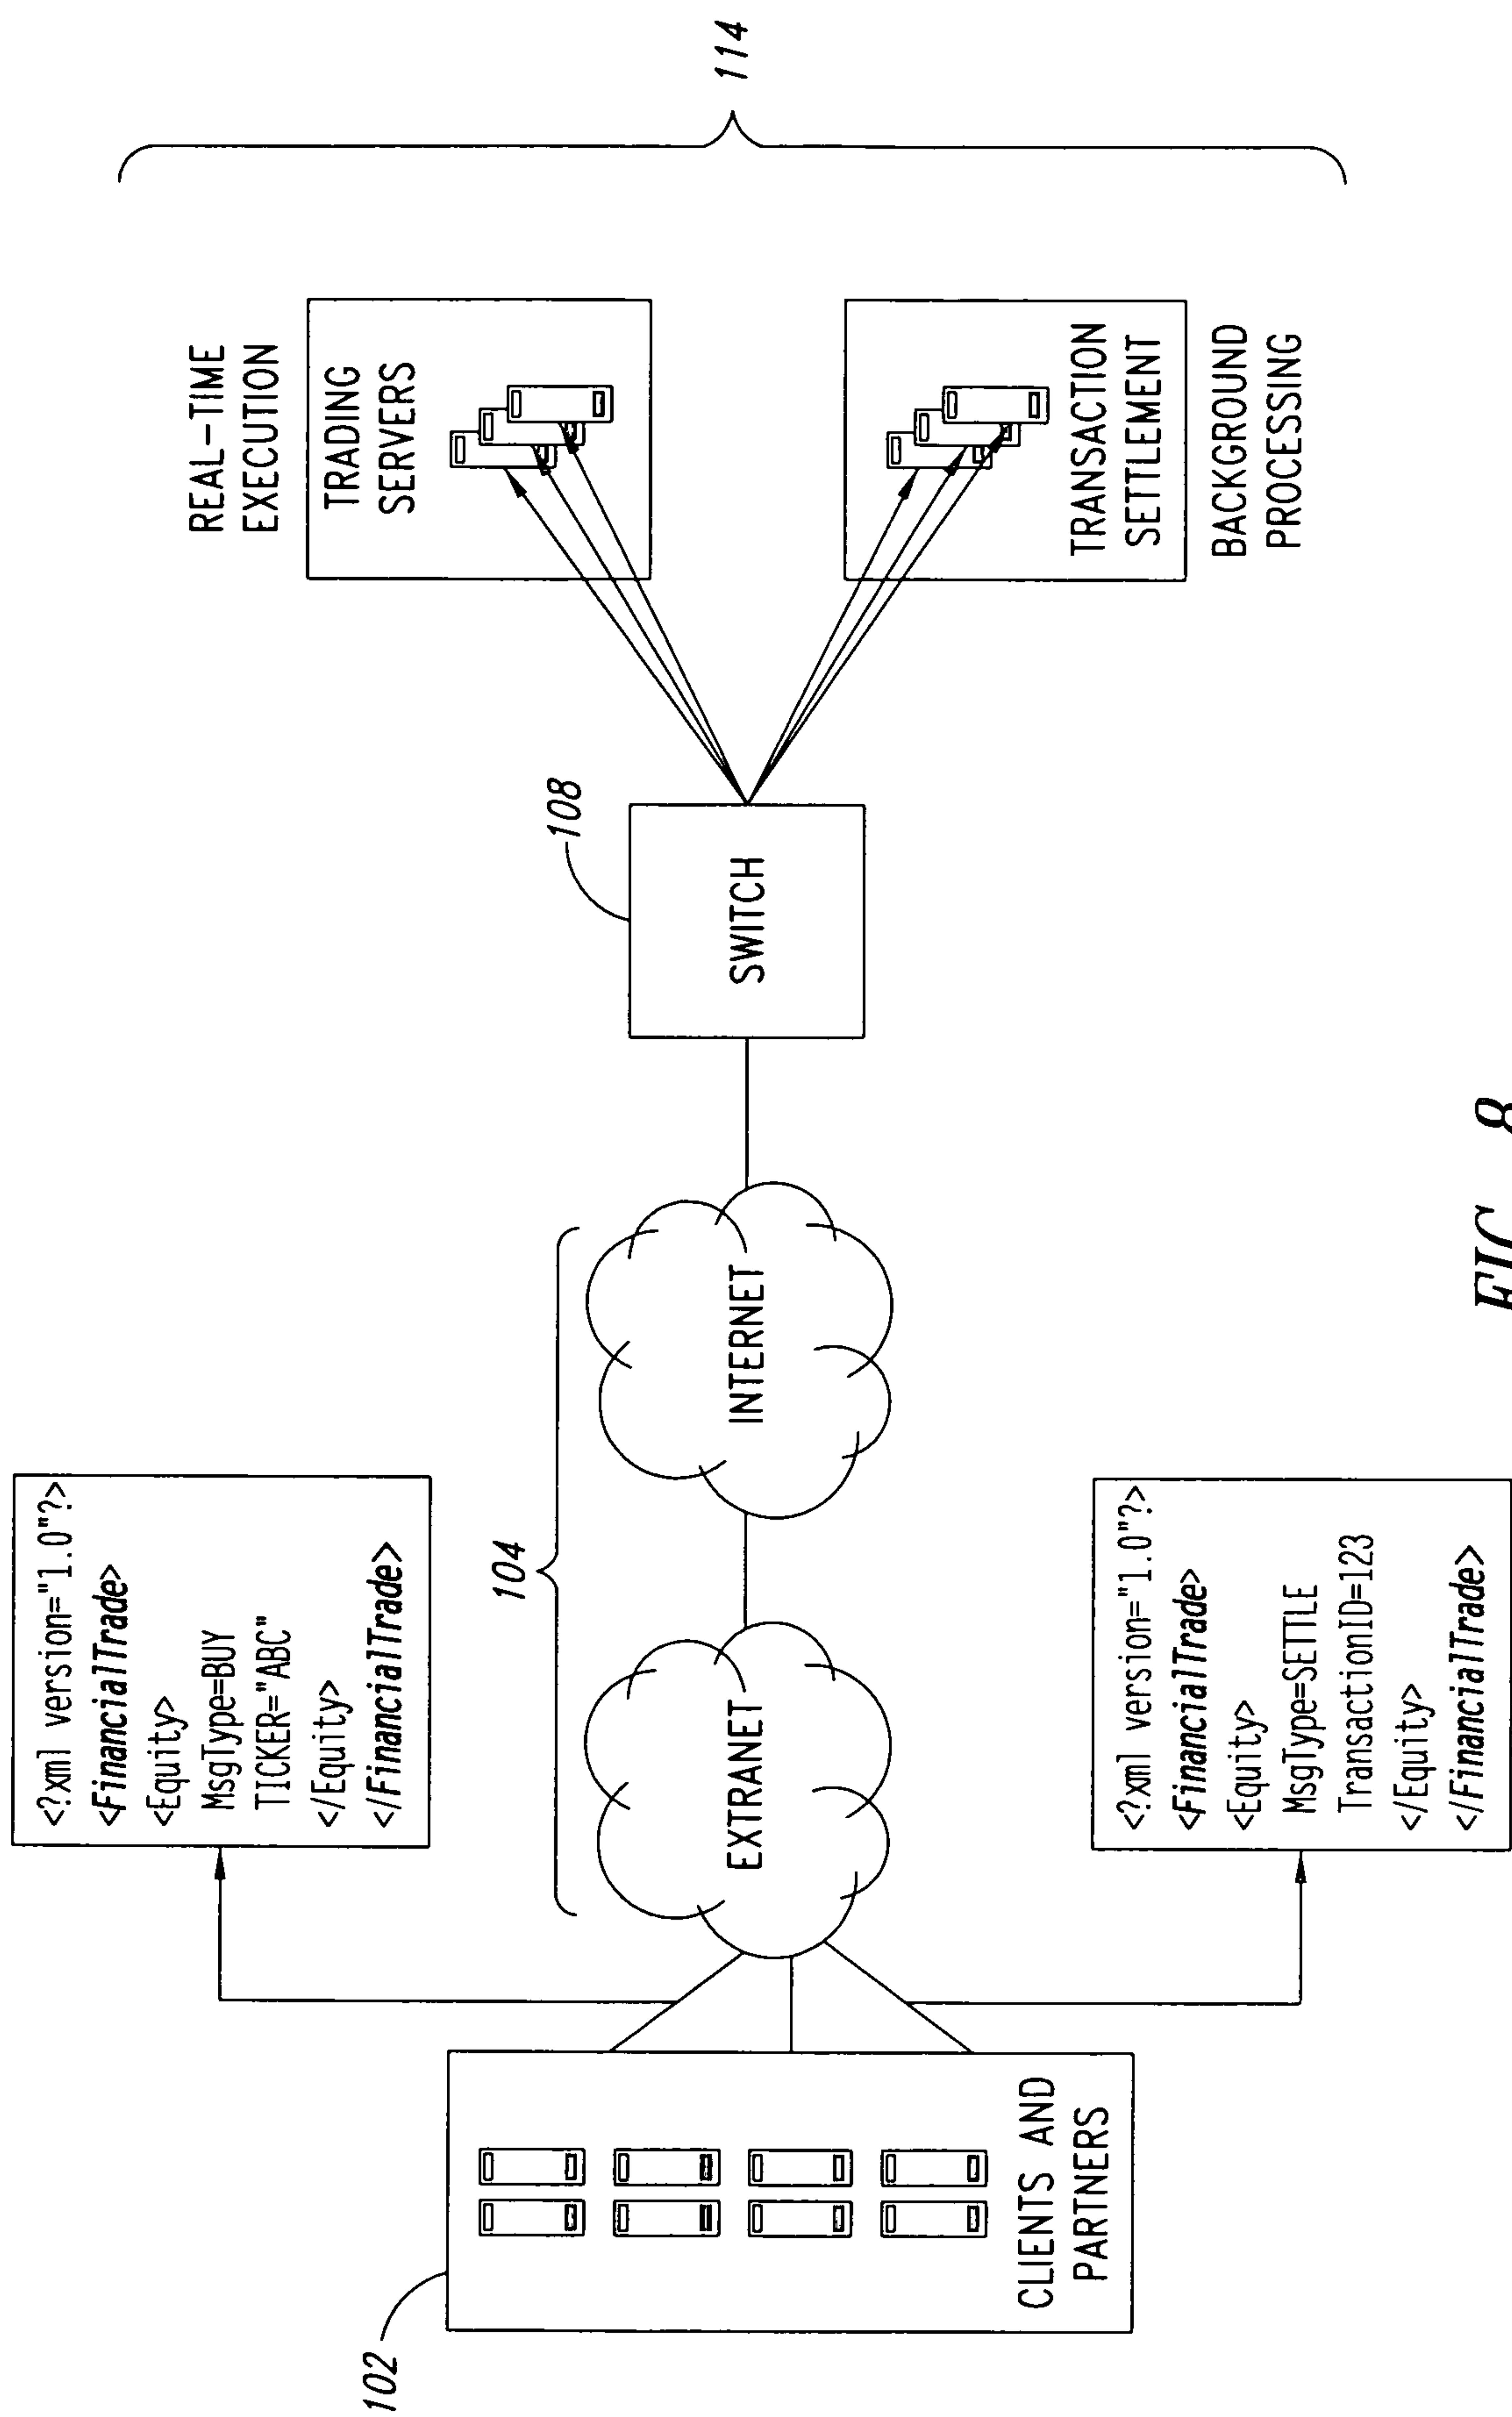 <?xml version="1.0"?>
<FinancialTrade>
<Equity>
MsgType=BUY
TICKER="ABC"
</Equity>
</FinancialTrade>
102
CLIENTS AND
PARTNERS
104
EXTRANET
INTERNET
108
SWITCH
REAL-TIME
EXECUTION
TRADING
SERVERS
TRANSACTION
SETTLEMENT
BACKGROUND
PROCESSING
114
<?xml version="1.0"?>
<FinancialTrade>
<Equity>
MsgType=SETTLE
TransactionID=123
</Equity>
</FinancialTrade>
FIG. 8